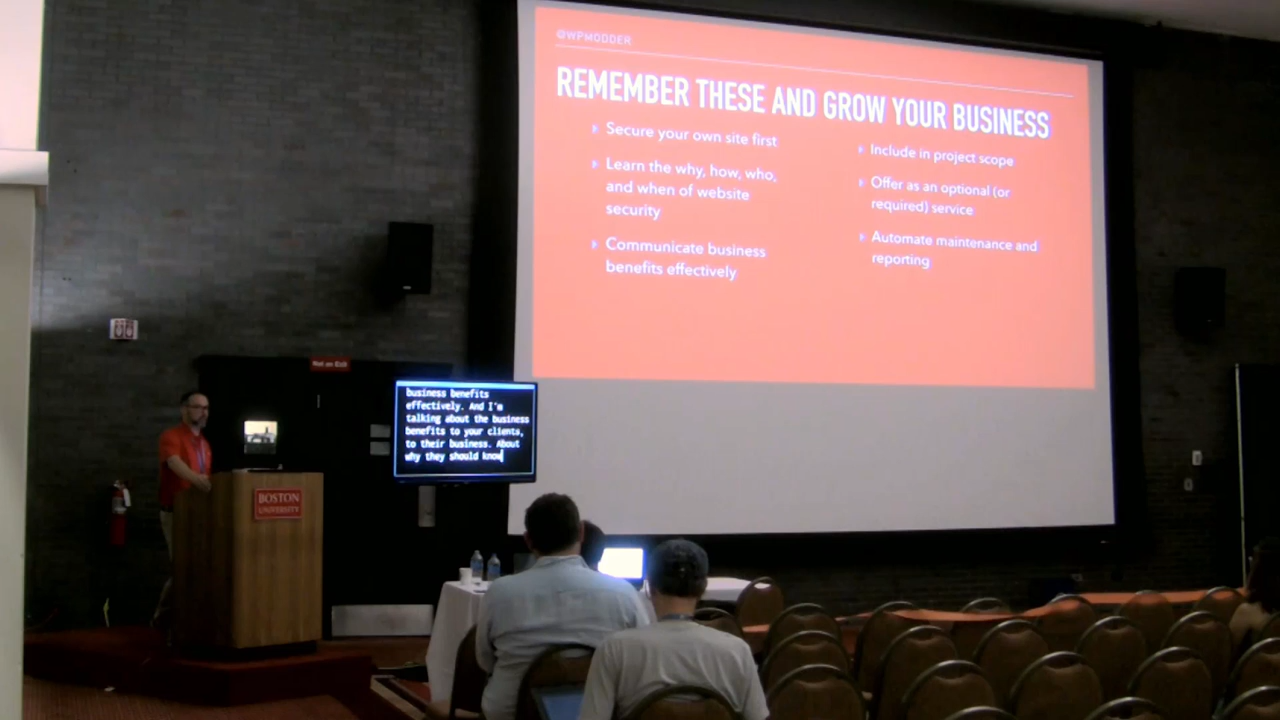 @WPMODDER
REMEMBER THESE AND GROW YOUR BUSINESS
Secure your own site first
Learn the why, how, who,
and when of website
security
Communicate business
benefits effectively
Include in project scope
Offer as an optional (or
required) service
Automate maintenance and
reporting
Not an Exit
business benefits
effectively. And I'm
talking about the business
benefits to your clients,
to their business. About
why they should know
BOSTON
UNIVERSITY